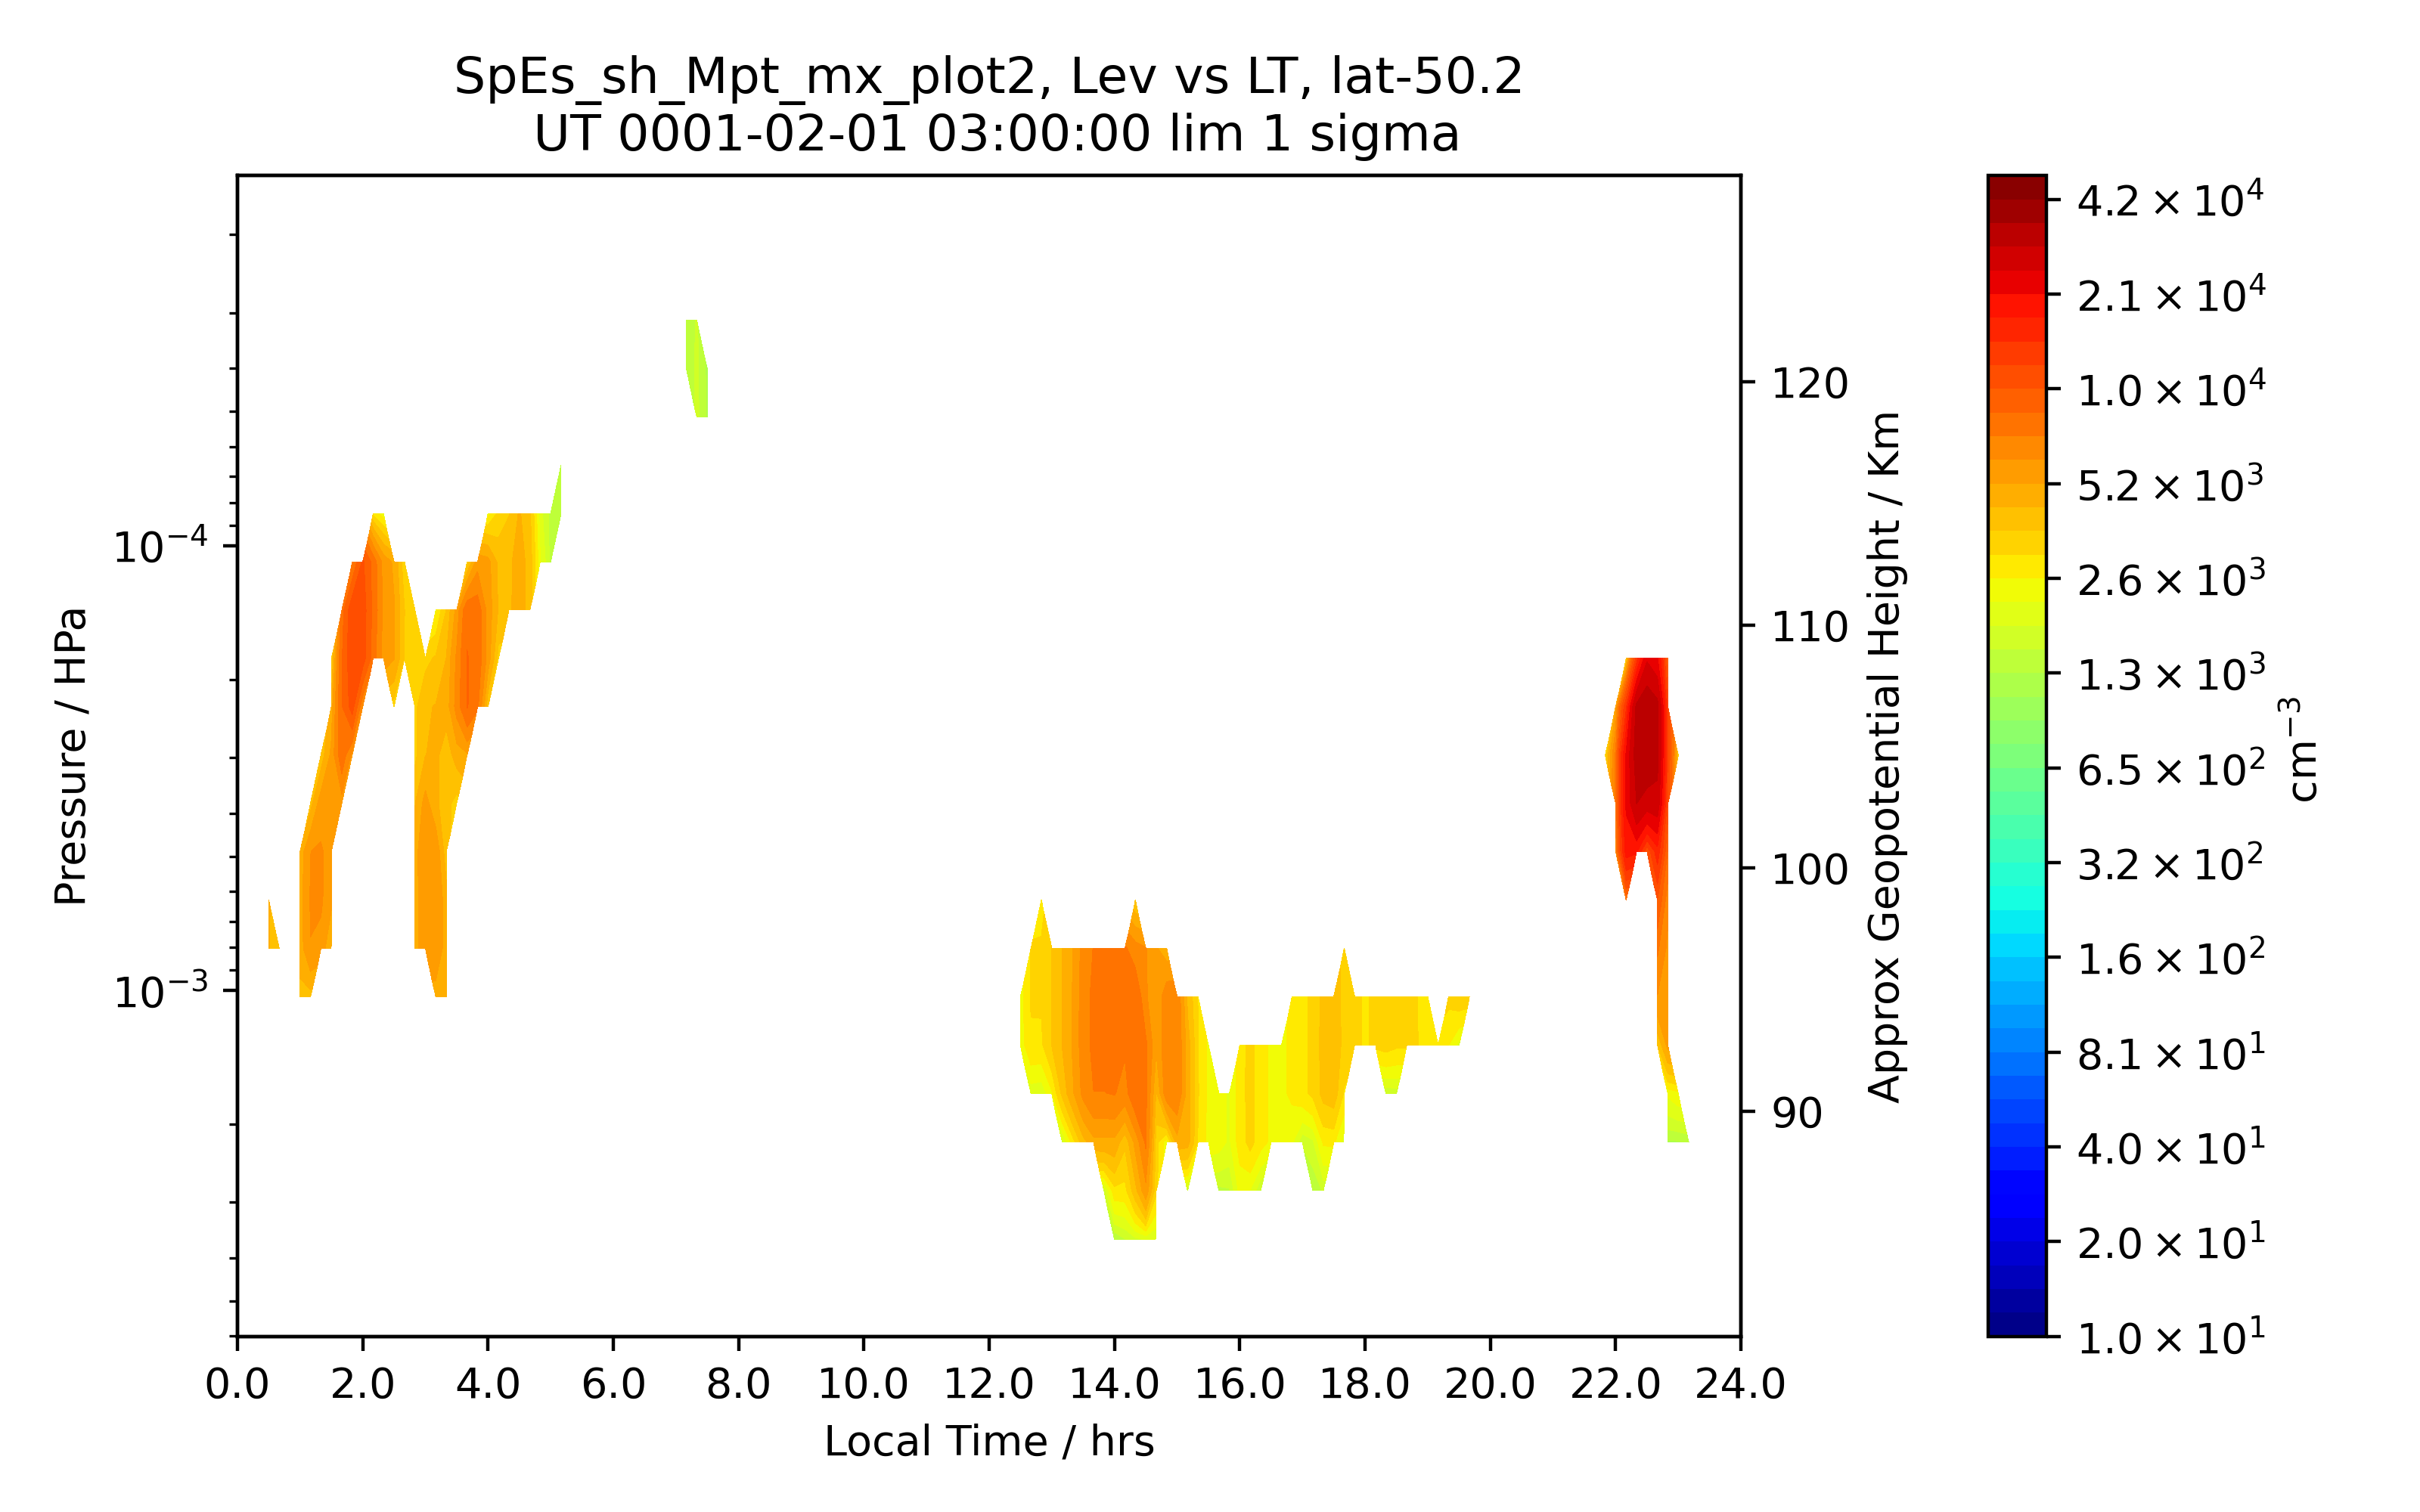 SpEs_sh_Mpt_mx_plot2, Lev vs LT, lat-50.2
UT 0001-02-01 03:00:00 lim 1 sigma
Pressure / HPa
10⁻⁴
10⁻³
0.0 2.0 4.0 6.0 8.0 10.0 12.0 14.0 16.0 18.0 20.0 22.0 24.0
Local Time / hrs
120
110
100
90
Approx Geopotential Height / Km
4.2 × 10⁴
2.1 × 10⁴
1.0 × 10⁴
5.2 × 10³
2.6 × 10³
1.3 × 10³
6.5 × 10²
3.2 × 10²
1.6 × 10²
8.1 × 10¹
4.0 × 10¹
2.0 × 10¹
1.0 × 10¹
cm⁻³